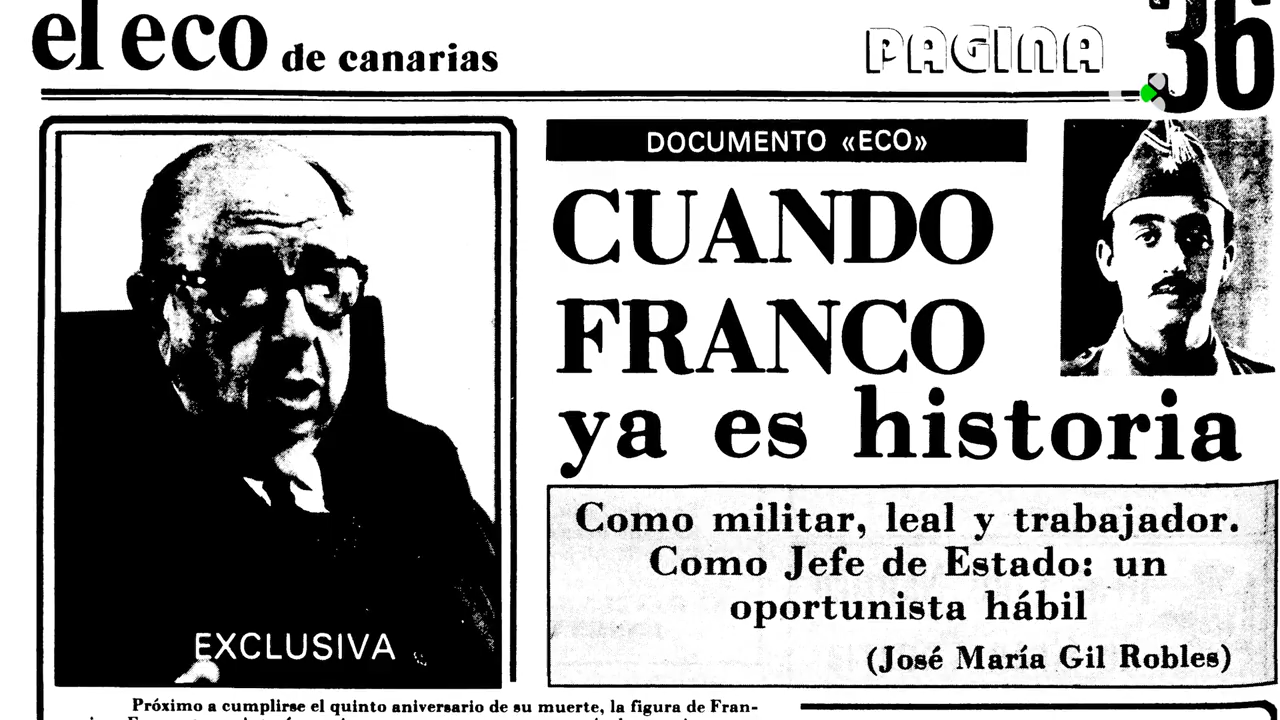 el eco de canarias
PAGINA 36
DOCUMENTO «ECO»
CUANDO
FRANCO
ya es historia
Como militar, leal y trabajador.
Como Jefe de Estado: un
oportunista hábil
(José María Gil Robles)
EXCLUSIVA
Próximo a cumplirse el quinto aniversario de su muerte, la figura de Fran-